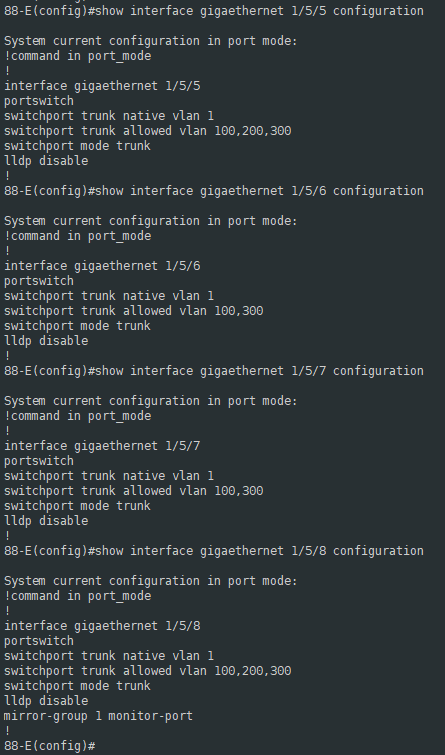 88-E(config)#show interface gigaethernet 1/5/5 configuration
System current configuration in port mode:
!command in port_mode
!
interface gigaethernet 1/5/5
portswitch
switchport trunk native vlan 1
switchport trunk allowed vlan 100,200,300
switchport mode trunk
lldp disable
!
88-E(config)#show interface gigaethernet 1/5/6 configuration
System current configuration in port mode:
!command in port_mode
!
interface gigaethernet 1/5/6
portswitch
switchport trunk native vlan 1
switchport trunk allowed vlan 100,300
switchport mode trunk
lldp disable
!
88-E(config)#show interface gigaethernet 1/5/7 configuration
System current configuration in port mode:
!command in port_mode
!
interface gigaethernet 1/5/7
portswitch
switchport trunk native vlan 1
switchport trunk allowed vlan 100,300
switchport mode trunk
lldp disable
!
88-E(config)#show interface gigaethernet 1/5/8 configuration
System current configuration in port mode:
!command in port_mode
!
interface gigaethernet 1/5/8
portswitch
switchport trunk native vlan 1
switchport trunk allowed vlan 100,200,300
switchport mode trunk
lldp disable
mirror-group 1 monitor-port
!
88-E(config)#